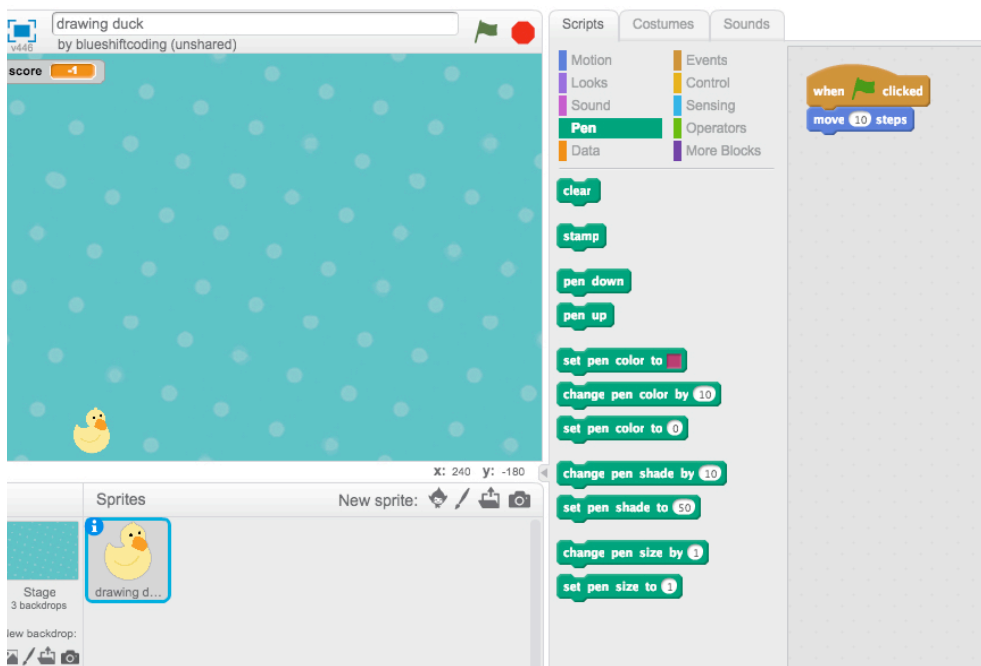 drawing duck
v446
by blueshiftcoding (unshared)
score -1
x: 240 y: -180
Sprites
New sprite:
drawing d...
Stage
3 backdrops
lew backdrop:
Scripts
Costumes
Sounds
Motion
Events
Looks
Control
Sound
Sensing
Pen
Operators
Data
More Blocks
clear
stamp
pen down
pen up
set pen color to
change pen color by 10
set pen color to 0
change pen shade by 10
set pen shade to 50
change pen size by 1
set pen size to 1
when clicked
move 10 steps